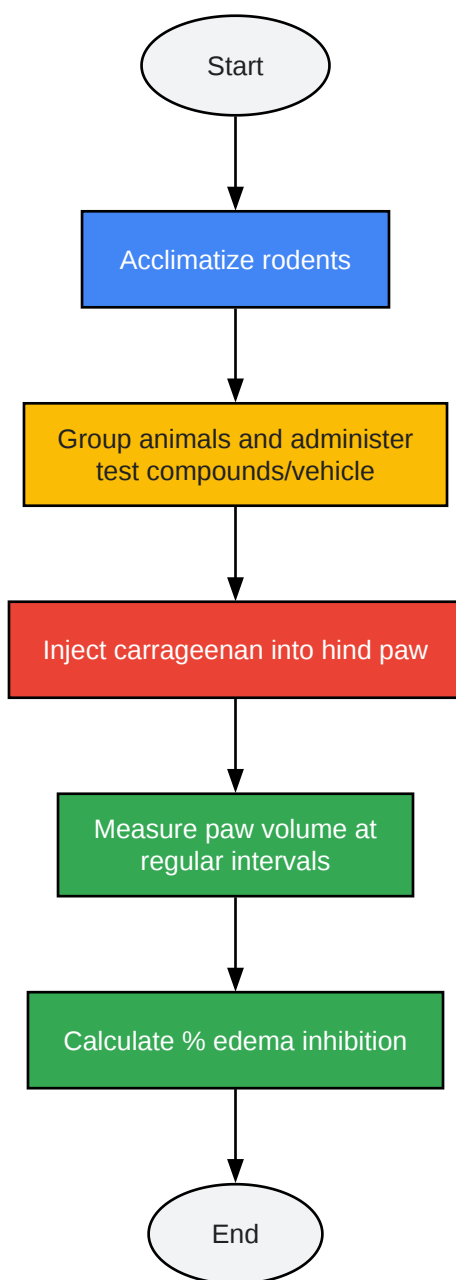 Start
Acclimatize rodents
Group animals and administer
test compounds/vehicle
Inject carrageenan into hind paw
Measure paw volume at
regular intervals
Calculate % edema inhibition
End